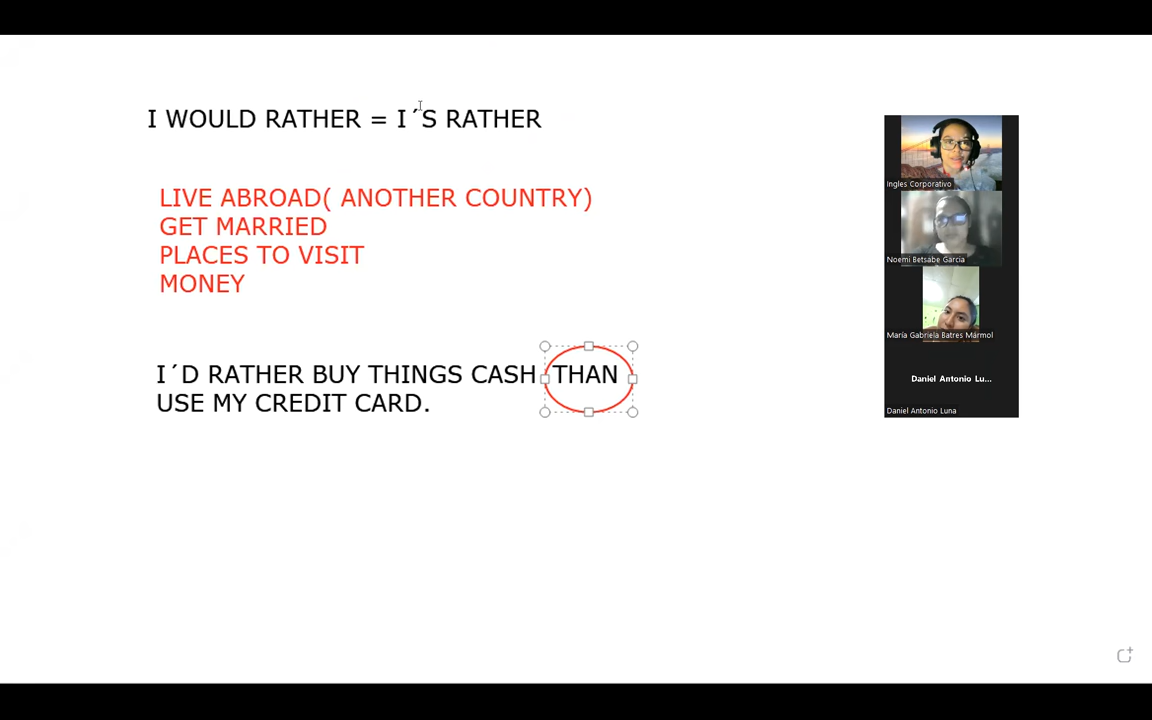 I WOULD RATHER = I´S RATHER
LIVE ABROAD( ANOTHER COUNTRY)
GET MARRIED
PLACES TO VISIT
MONEY
I´D RATHER BUY THINGS CASH THAN
USE MY CREDIT CARD.
Ingles Corporativo
Noemi Betsabe Garcia
María Gabriela Batres Mármol
Daniel Antonio Lu...
Daniel Antonio Luna